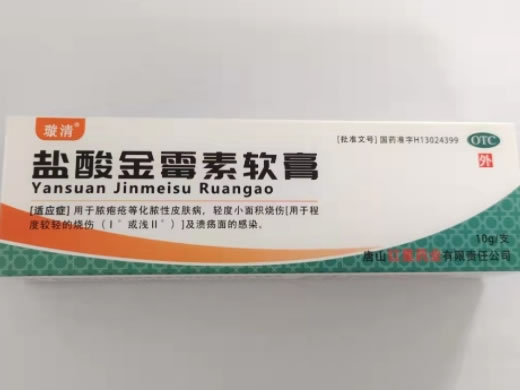 璇清®
[批准文号] 国药准字H13024399
OTC
外
盐酸金霉素软膏
Yansuan Jinmeisu Ruangao
[适应症] 用于脓疱疮等化脓性皮肤病，轻度小面积烧伤[用于程
度较轻的烧伤（Ⅰ°或浅Ⅱ°）]及溃疡面的感染。
10g/支
唐山
有限责任公司